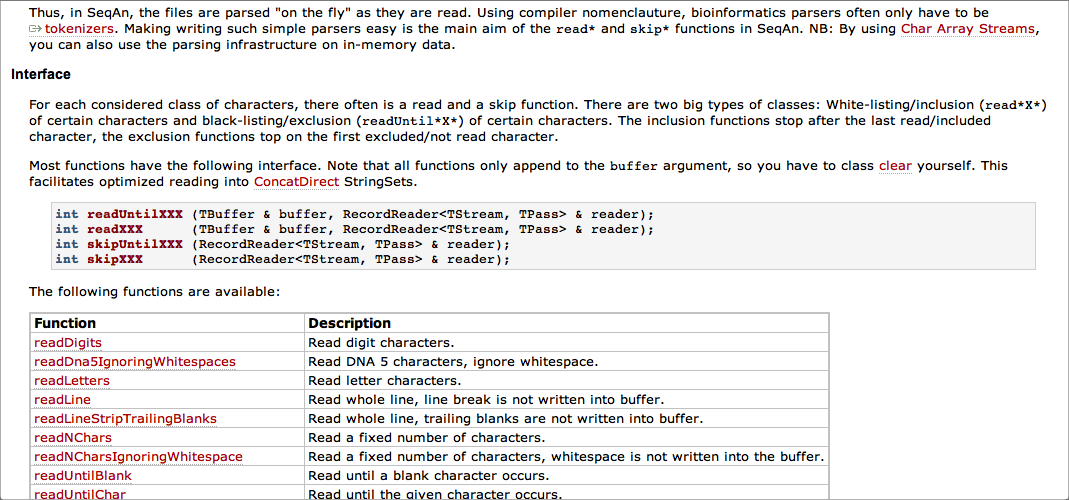 Thus, in SeqAn, the files are parsed "on the fly" as they are read. Using compiler nomenclauture, bioinformatics parsers often only have to be
tokenizers. Making writing such simple parsers easy is the main aim of the read* and skip* functions in SeqAn. NB: By using Char Array Streams,
you can also use the parsing infrastructure on in-memory data.
Interface
For each considered class of characters, there often is a read and a skip function. There are two big types of classes: White-listing/inclusion (read*X*)
of certain characters and black-listing/exclusion (readUntil*X*) of certain characters. The inclusion functions stop after the last read/included
character, the exclusion functions top on the first excluded/not read character.
Most functions have the following interface. Note that all functions only append to the buffer argument, so you have to class clear yourself. This
facilitates optimized reading into ConcatDirect StringSets.
int readUntilXXX (TBuffer & buffer, RecordReader<TStream, TPass> & reader);
int readXXX (TBuffer & buffer, RecordReader<TStream, TPass> & reader);
int skipUntilXXX (RecordReader<TStream, TPass> & reader);
int skipXXX (RecordReader<TStream, TPass> & reader);
The following functions are available:
Function Description
readDigits Read digit characters.
readDna5IgnoringWhitespaces Read DNA 5 characters, ignore whitespace.
readLetters Read letter characters.
readLine Read whole line, line break is not written into buffer.
readLineStripTrailingBlanks Read whole line, trailing blanks are not written into buffer.
readNChars Read a fixed number of characters.
readNCharsIgnoringWhitespace Read a fixed number of characters, whitespace is not written into the buffer.
readUntilBlank Read until a blank character occurs.
readUntilChar Read until the given character occurs.